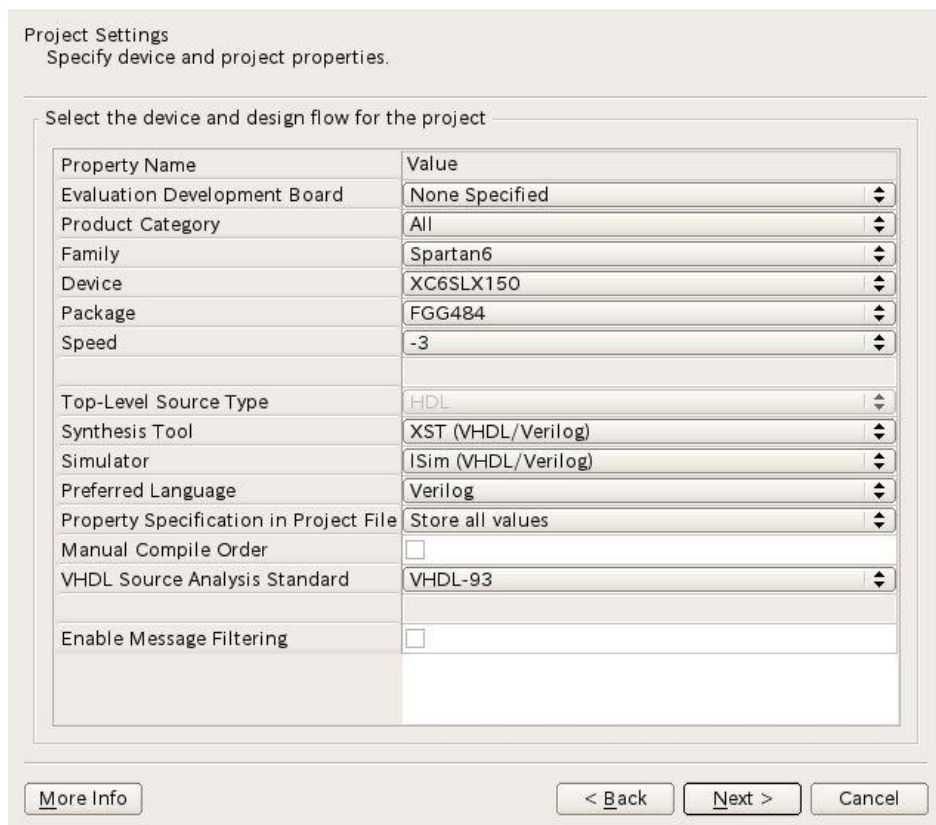 Project Settings
Specify device and project properties.
Select the device and design flow for the project
Property Name Value
Evaluation Development Board None Specified
Product Category All
Family Spartan6
Device XC6SLX150
Package FGG484
Speed -3
Top-Level Source Type HDL
Synthesis Tool XST (VHDL/Verilog)
Simulator ISim (VHDL/Verilog)
Preferred Language Verilog
Property Specification in Project File Store all values
Manual Compile Order
VHDL Source Analysis Standard VHDL-93
Enable Message Filtering
More Info < Back Next > Cancel